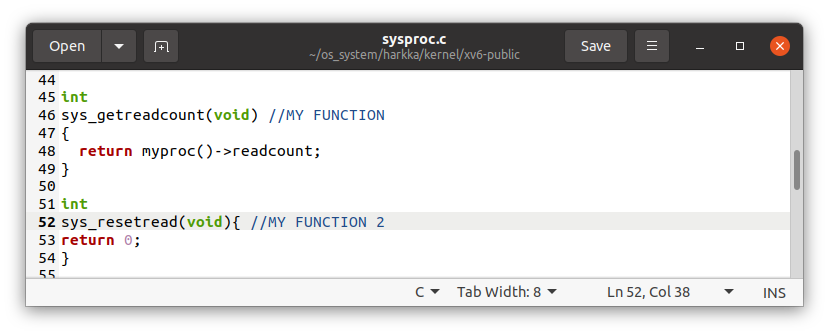 Open
sysproc.c
~/os_system/harkka/kernel/xv6-public
Save
44
45 int
46 sys_getreadcount(void) //MY FUNCTION
47 {
48   return myproc()->readcount;
49 }
50
51 int
52 sys_resetread(void){ //MY FUNCTION 2
53 return 0;
54 }
55
C
Tab Width: 8
Ln 52, Col 38
INS